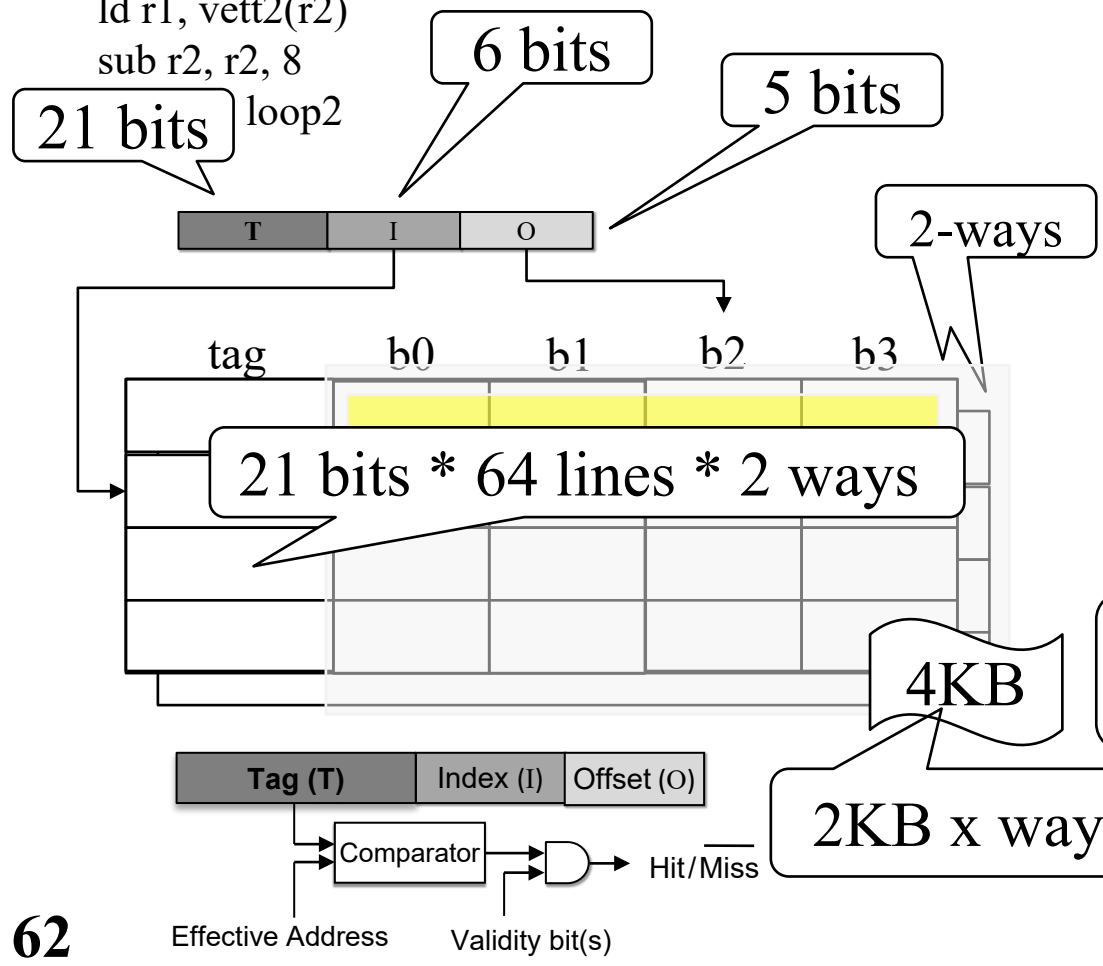 ld r1, vett2(r2)
sub r2, r2, 8
loop2
6 bits
5 bits
21 bits
T I O
2-ways
tag b0 b1 b2 b3
21 bits * 64 lines * 2 ways
4KB
Tag (T) Index (I) Offset (O)
2KB x way
Comparator
Hit/Miss
Effective Address Validity bit(s)
62